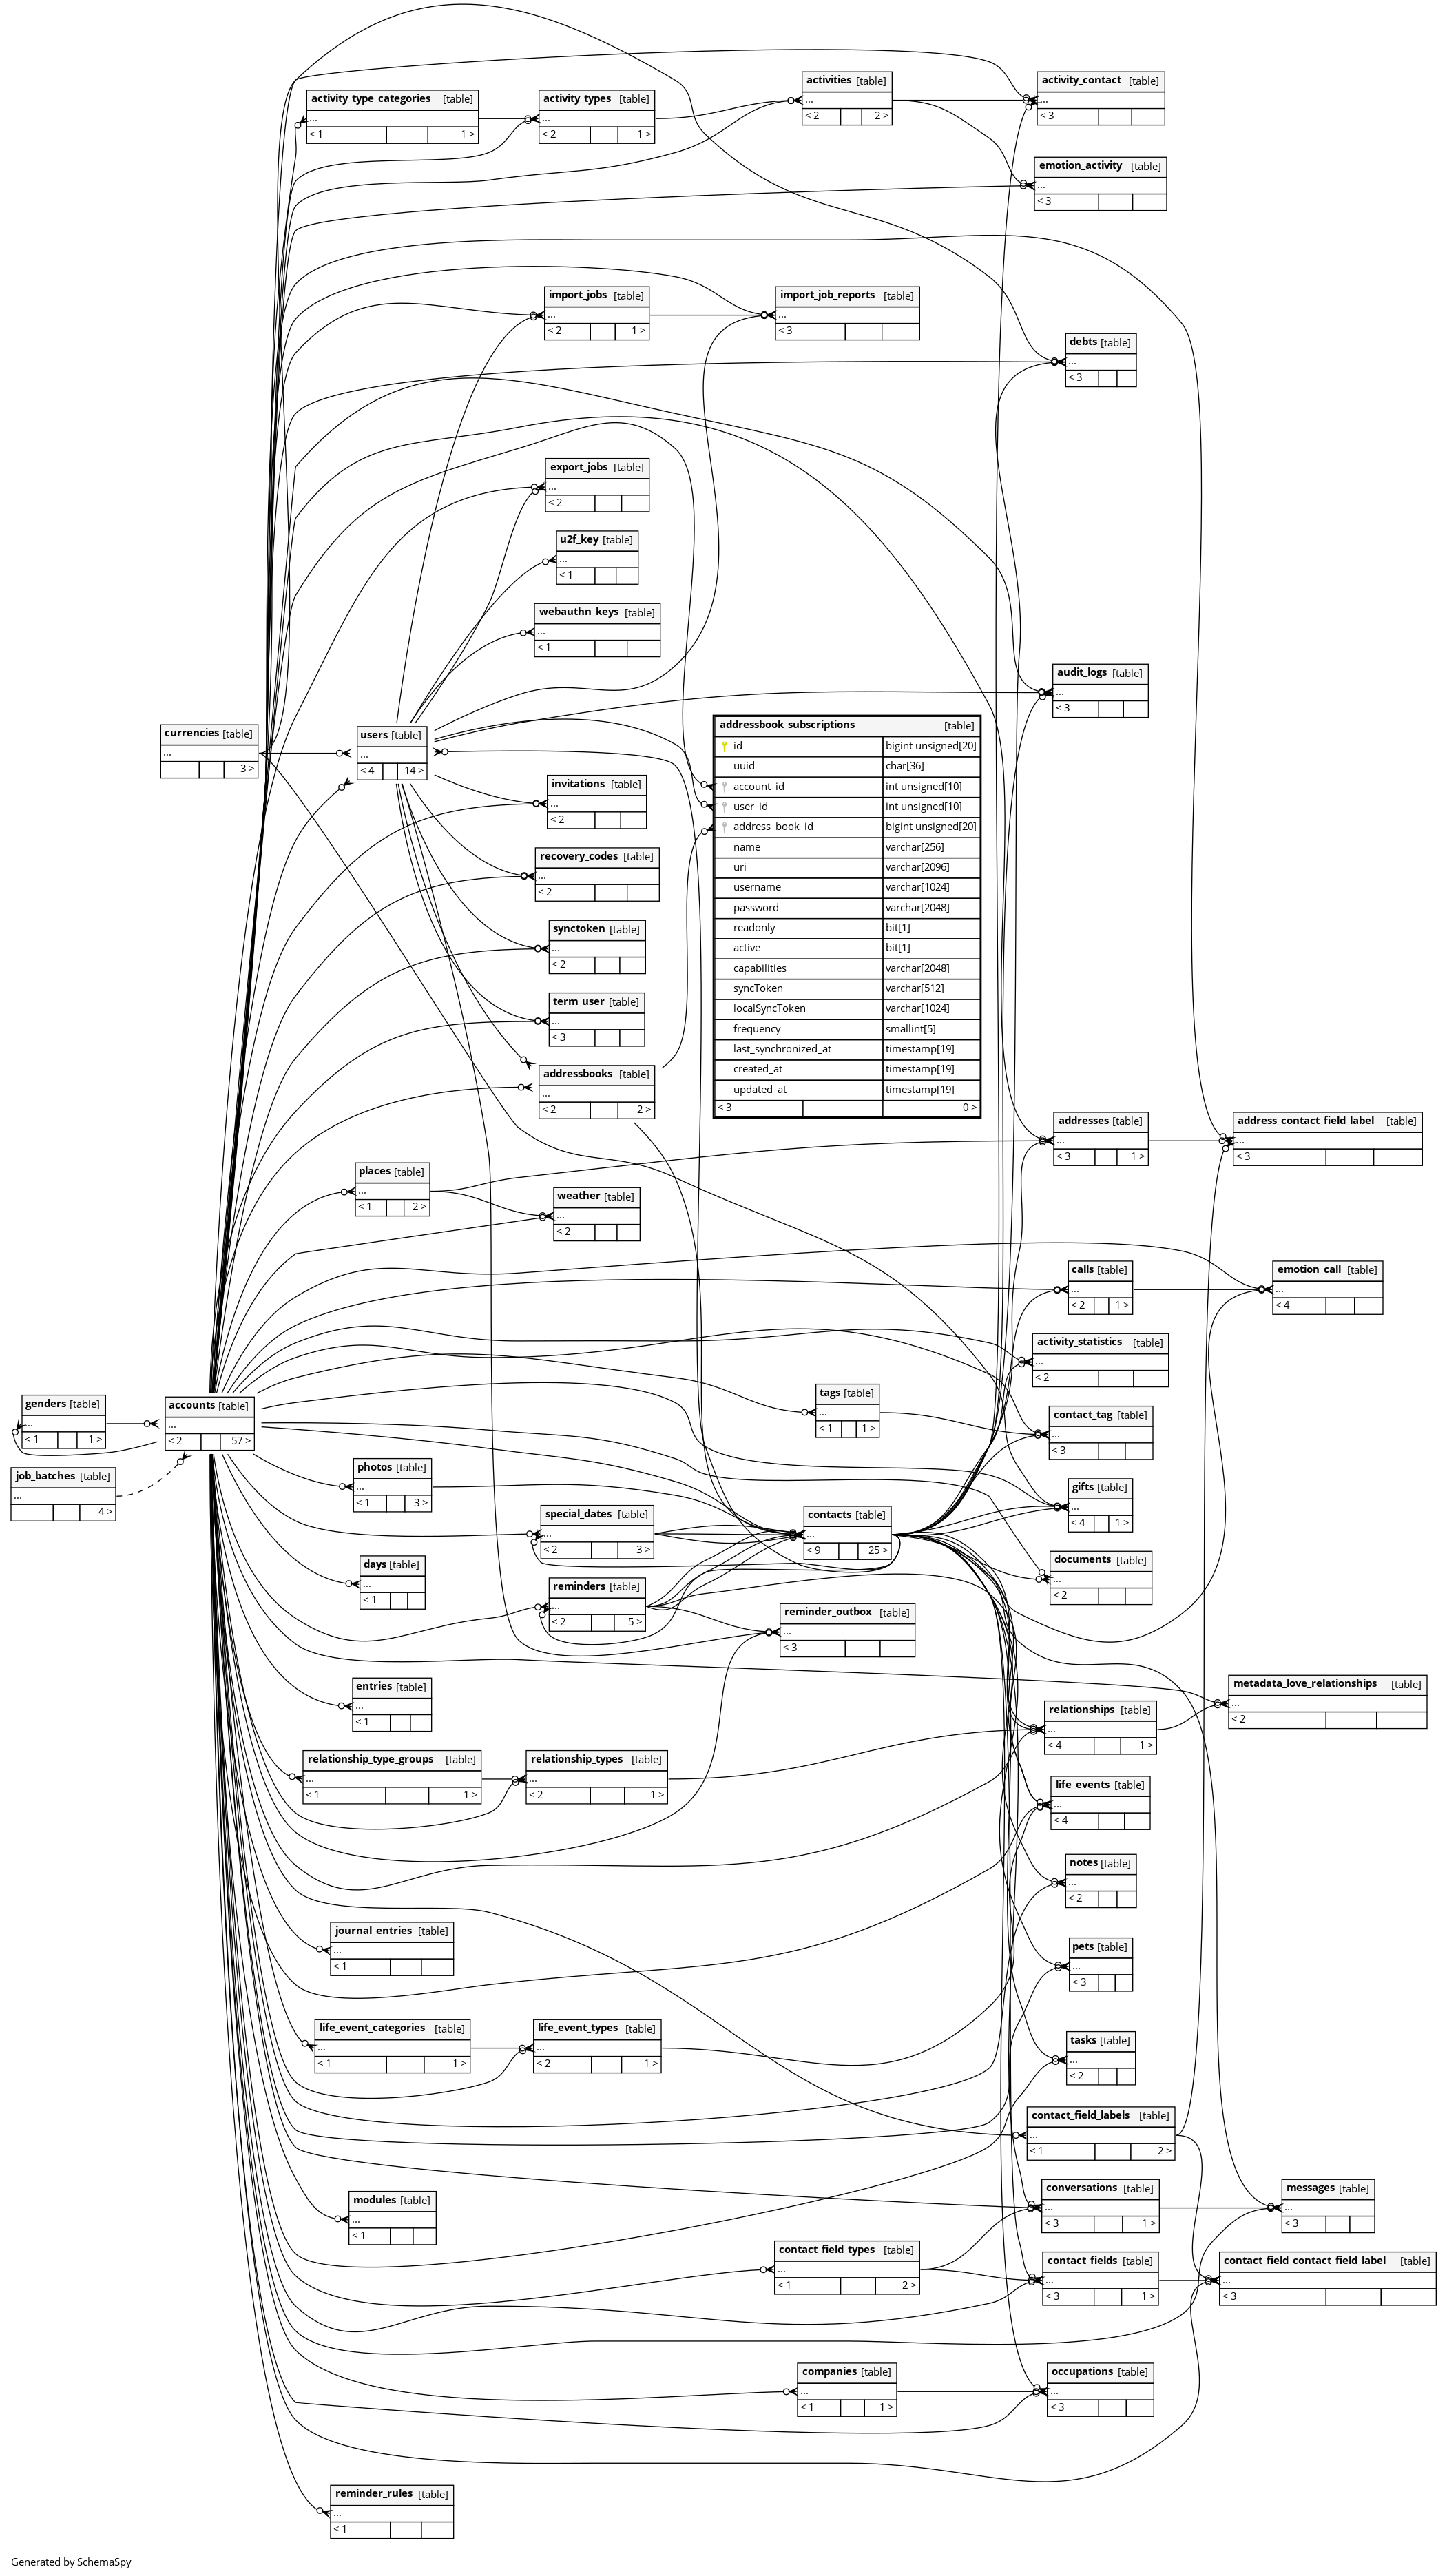 activities [table]
...
< 2 2 >
activity_contact [table]
...
< 3
activity_type_categories [table]
...
< 1 1 >
activity_types [table]
...
< 2 1 >
emotion_activity [table]
...
< 3
import_jobs [table]
...
< 2 1 >
import_job_reports [table]
...
< 3
debts [table]
...
< 3
export_jobs [table]
...
< 2
u2f_key [table]
...
< 1
webauthn_keys [table]
...
< 1
audit_logs [table]
...
< 3
currencies [table]
...
3 >
users [table]
...
< 4 14 >
addressbook_subscriptions [table]
id bigint unsigned[20]
uuid char[36]
account_id int unsigned[10]
user_id int unsigned[10]
address_book_id bigint unsigned[20]
name varchar[256]
uri varchar[2096]
username varchar[1024]
password varchar[2048]
readonly bit[1]
active bit[1]
capabilities varchar[2048]
syncToken varchar[512]
localSyncToken varchar[1024]
frequency smallint[5]
last_synchronized_at timestamp[19]
created_at timestamp[19]
updated_at timestamp[19]
< 3 0 >
invitations [table]
...
< 2
recovery_codes [table]
...
< 2
synctoken [table]
...
< 2
term_user [table]
...
< 3
addressbooks [table]
...
< 2 2 >
addresses [table]
...
< 3 1 >
address_contact_field_label [table]
...
< 3
places [table]
...
< 1 2 >
weather [table]
...
< 2
calls [table]
...
< 2 1 >
emotion_call [table]
...
< 4
activity_statistics [table]
...
< 2
genders [table]
...
< 1 1 >
accounts [table]
...
< 2 57 >
tags [table]
...
< 1 1 >
contact_tag [table]
...
< 3
job_batches [table]
...
4 >
photos [table]
...
< 1 3 >
gifts [table]
...
< 4 1 >
special_dates [table]
...
< 2 3 >
contacts [table]
...
< 9 25 >
days [table]
...
< 1
documents [table]
...
< 2
reminders [table]
...
< 2 5 >
reminder_outbox [table]
...
< 3
entries [table]
...
< 1
metadata_love_relationships [table]
...
< 2
relationships [table]
...
< 4 1 >
relationship_type_groups [table]
...
< 1 1 >
relationship_types [table]
...
< 2 1 >
life_events [table]
...
< 4
notes [table]
...
< 2
journal_entries [table]
...
< 1
pets [table]
...
< 3
life_event_categories [table]
...
< 1 1 >
life_event_types [table]
...
< 2 1 >
tasks [table]
...
< 2
contact_field_labels [table]
...
< 1 2 >
modules [table]
...
< 1
conversations [table]
...
< 3 1 >
messages [table]
...
< 3
contact_field_types [table]
...
< 1 2 >
contact_fields [table]
...
< 3 1 >
contact_field_contact_field_label [table]
...
< 3
companies [table]
...
< 1 1 >
occupations [table]
...
< 3
reminder_rules [table]
...
< 1
Generated by SchemaSpy